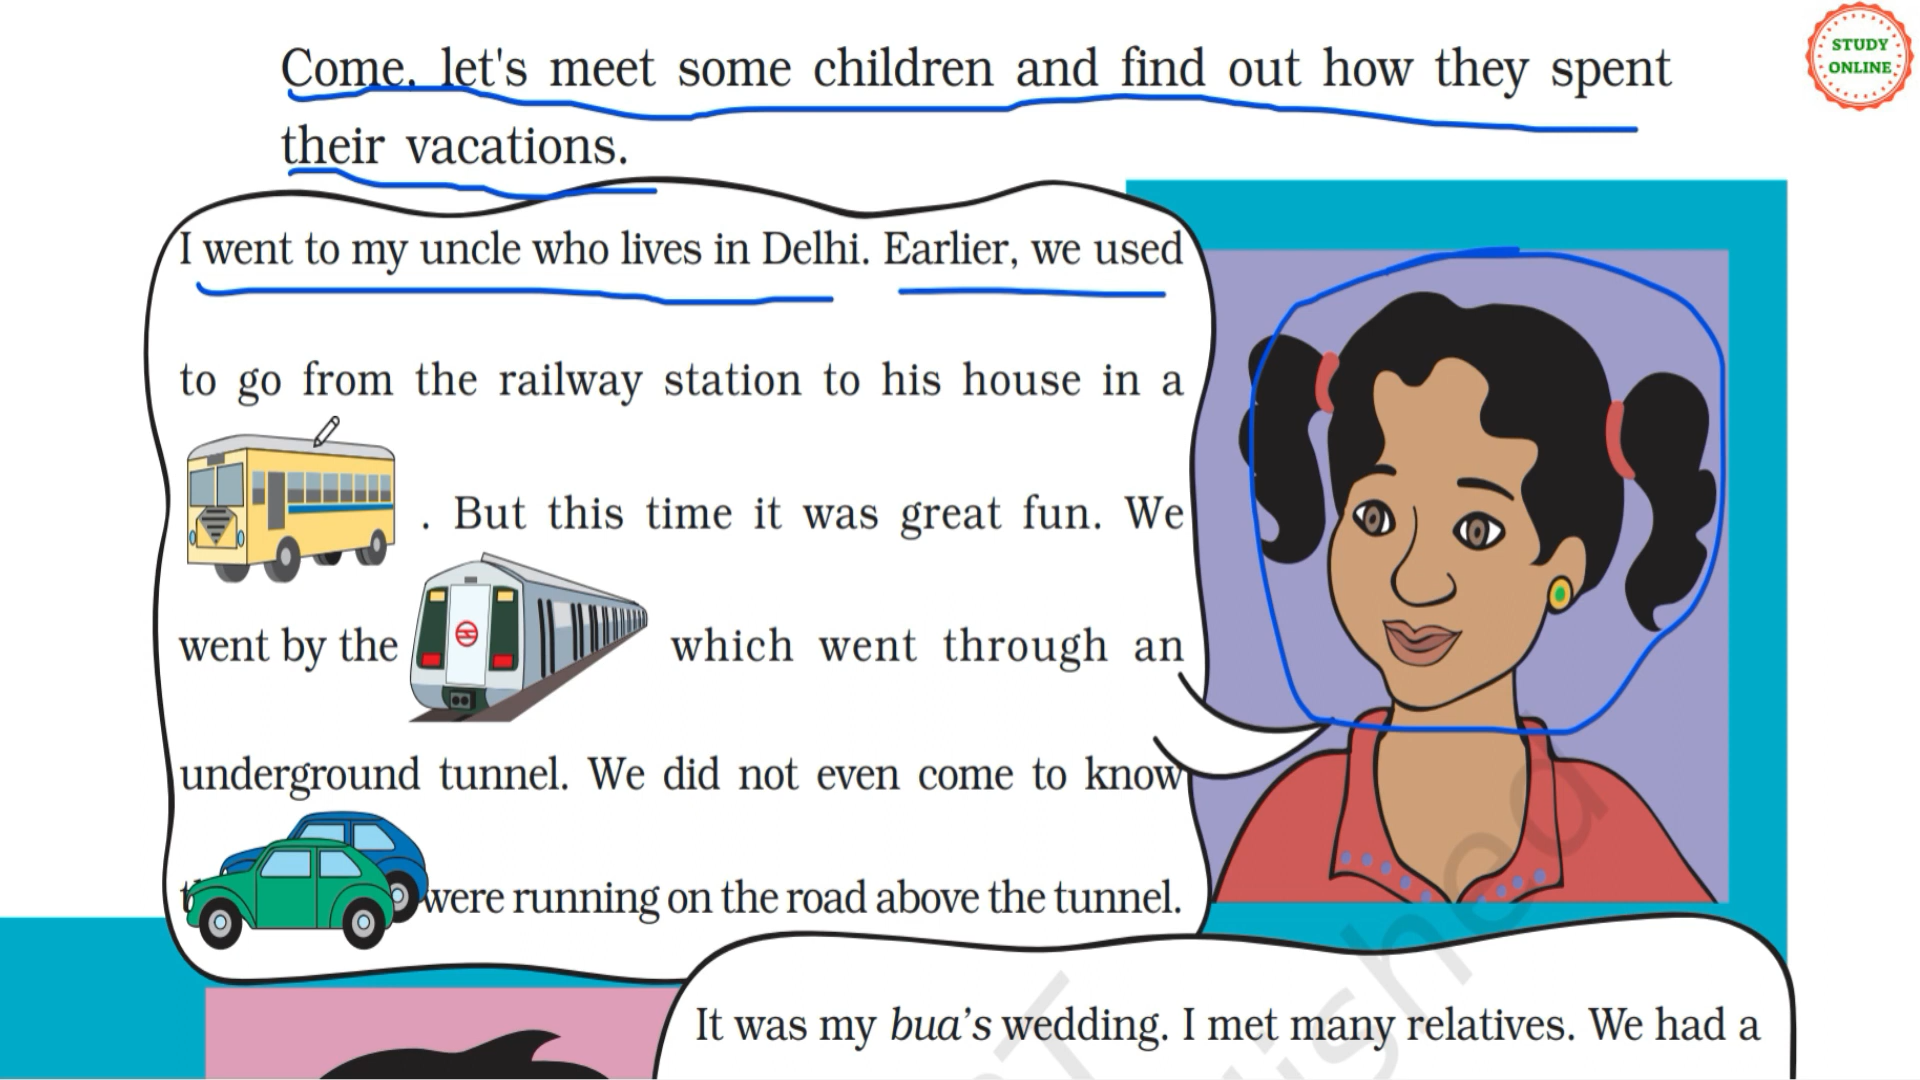 STUDY
ONLINE
Come, let's meet some children and find out how they spent
their vacations.
I went to my uncle who lives in Delhi. Earlier, we used
to go from the railway station to his house in a
. But this time it was great fun. We
went by the which went through an
underground tunnel. We did not even come to know
were running on the road above the tunnel.
It was my bua's wedding. I met many relatives. We had a